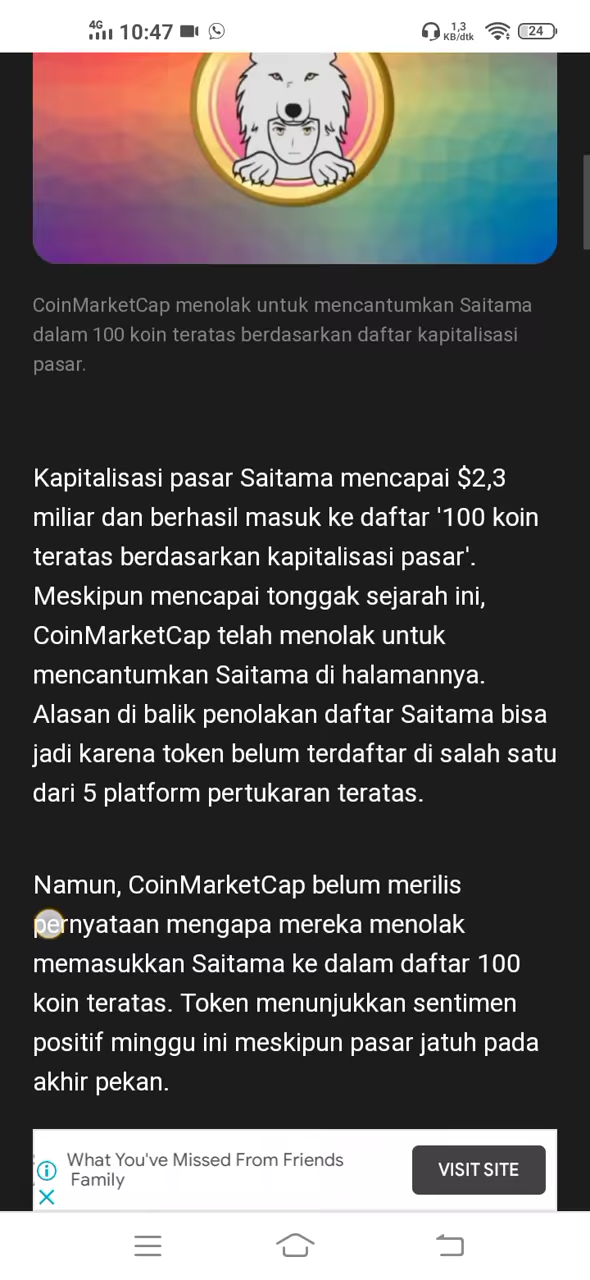 4G 10:47 1,3 KB/dtk 24
CoinMarketCap menolak untuk mencantumkan Saitama
dalam 100 koin teratas berdasarkan daftar kapitalisasi
pasar.
Kapitalisasi pasar Saitama mencapai $2,3
miliar dan berhasil masuk ke daftar '100 koin
teratas berdasarkan kapitalisasi pasar'.
Meskipun mencapai tonggak sejarah ini,
CoinMarketCap telah menolak untuk
mencantumkan Saitama di halamannya.
Alasan di balik penolakan daftar Saitama bisa
jadi karena token belum terdaftar di salah satu
dari 5 platform pertukaran teratas.
Namun, CoinMarketCap belum merilis
pernyataan mengapa mereka menolak
memasukkan Saitama ke dalam daftar 100
koin teratas. Token menunjukkan sentimen
positif minggu ini meskipun pasar jatuh pada
akhir pekan.
What You've Missed From Friends
Family
VISIT SITE